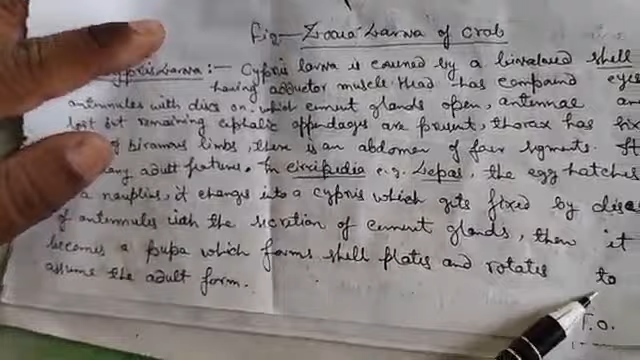 Fig - Zoaea Larva of Crab
Cypris Larva :- Cypris larva is covered by a bivalved shell
having adductor muscle. Head has compound eyes
antennules with discs on which cement glands open, antennae are
lost but remaining cephalic appendages are present, thorax has six
of biramous limbs, there is an abdomen of four segments. It
many adult features. In cirripedia e.g. Lepas, the egg hatches
a nauplius, it changes into a cypris which gets fixed by discs
of antennules with the secretion of cement glands, then it
becomes a pupa which forms shell plates and rotates to
assume the adult form.
T.O.